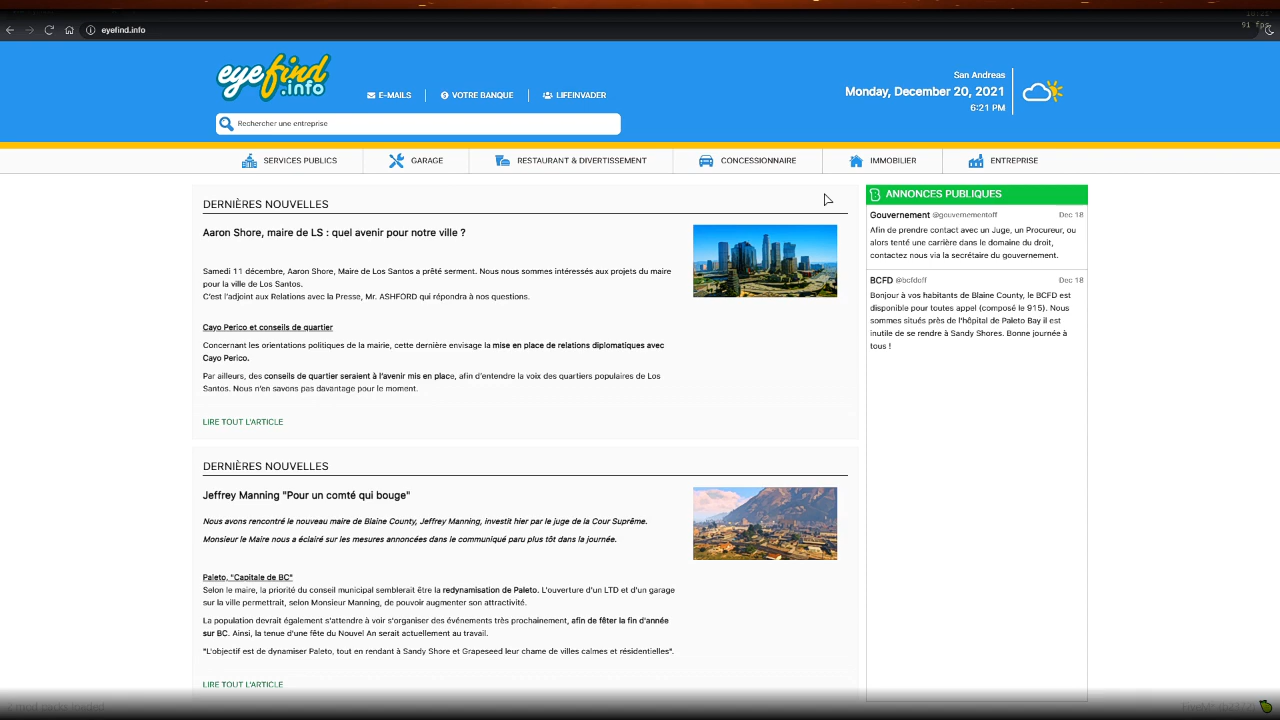 91 fps
eyefind.info
eyefind
.info
E-MAILS
VOTRE BANQUE
LIFEINVADER
San Andreas
Monday, December 20, 2021
6:21 PM
Rechercher une entreprise
SERVICES PUBLICS
GARAGE
RESTAURANT & DIVERTISSEMENT
CONCESSIONNAIRE
IMMOBILIER
ENTREPRISE
DERNIÈRES NOUVELLES
Aaron Shore, maire de LS : quel avenir pour notre ville ?
Samedi 11 décembre, Aaron Shore, Maire de Los Santos a prêté serment. Nous nous sommes intéressés aux projets du maire
pour la ville de Los Santos.
C'est l'adjoint aux Relations avec la Presse, Mr. ASHFORD qui répondra à nos questions.
Cayo Perico et conseils de quartier
Concernant les orientations politiques de la mairie, cette dernière envisage la mise en place de relations diplomatiques avec
Cayo Perico.
Par ailleurs, des conseils de quartier seraient à l'avenir mis en place, afin d'entendre la voix des quartiers populaires de Los
Santos. Nous n'en savons pas davantage pour le moment.
LIRE TOUT L'ARTICLE
DERNIÈRES NOUVELLES
Jeffrey Manning "Pour un comté qui bouge"
Nous avons rencontré le nouveau maire de Blaine County, Jeffrey Manning, investit hier par le juge de la Cour Suprême.
Monsieur le Maire nous a éclairé sur les mesures annoncées dans le communiqué paru plus tôt dans la journée.
Paleto, "Capitale de BC"
Selon le maire, la priorité du conseil municipal semblerait être la redynamisation de Paleto. L'ouverture d'un LTD et d'un garage
sur la ville permettrait, selon Monsieur Manning, de pouvoir augmenter son attractivité.
La population devrait également s'attendre à voir s'organiser des événements très prochainement, afin de fêter la fin d'année
sur BC. Ainsi, la tenue d'une fête du Nouvel An serait actuellement au travail.
"L'objectif est de dynamiser Paleto, tout en rendant à Sandy Shore et Grapeseed leur chame de villes calmes et résidentielles".
LIRE TOUT L'ARTICLE
ANNONCES PUBLIQUES
Gouvernement @gouvernementoff Dec 18
Afin de prendre contact avec un Juge, un Procureur, ou
alors tenté une carrière dans le domaine du droit,
contactez nous via la secrétaire du gouvernement.
BCFD @bcfdoff Dec 18
Bonjour à vos habitants de Blaine County, le BCFD est
disponible pour toutes appel (composé le 915). Nous
sommes situés près de l'hôpital de Paleto Bay il est
inutile de se rendre à Sandy Shores. Bonne journée à
tous !
2 mod packs loaded